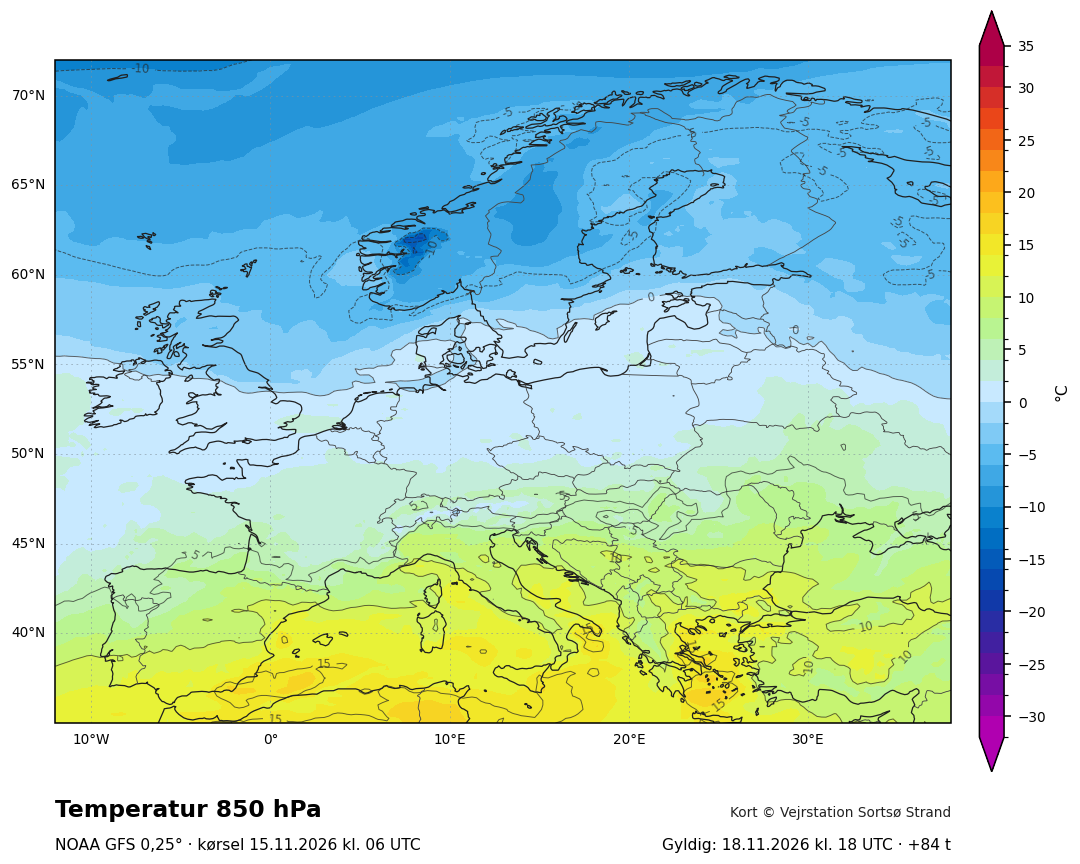 70°N
65°N
60°N
55°N
50°N
45°N
40°N
10°W 0° 10°E 20°E 30°E
35
30
25
20
15
10
5
0
−5
−10
−15
−20
−25
−30
°C
Temperatur 850 hPa
Kort © Vejrstation Sortsø Strand
NOAA GFS 0,25° · kørsel 15.11.2026 kl. 06 UTC
Gyldig: 18.11.2026 kl. 18 UTC · +84 t